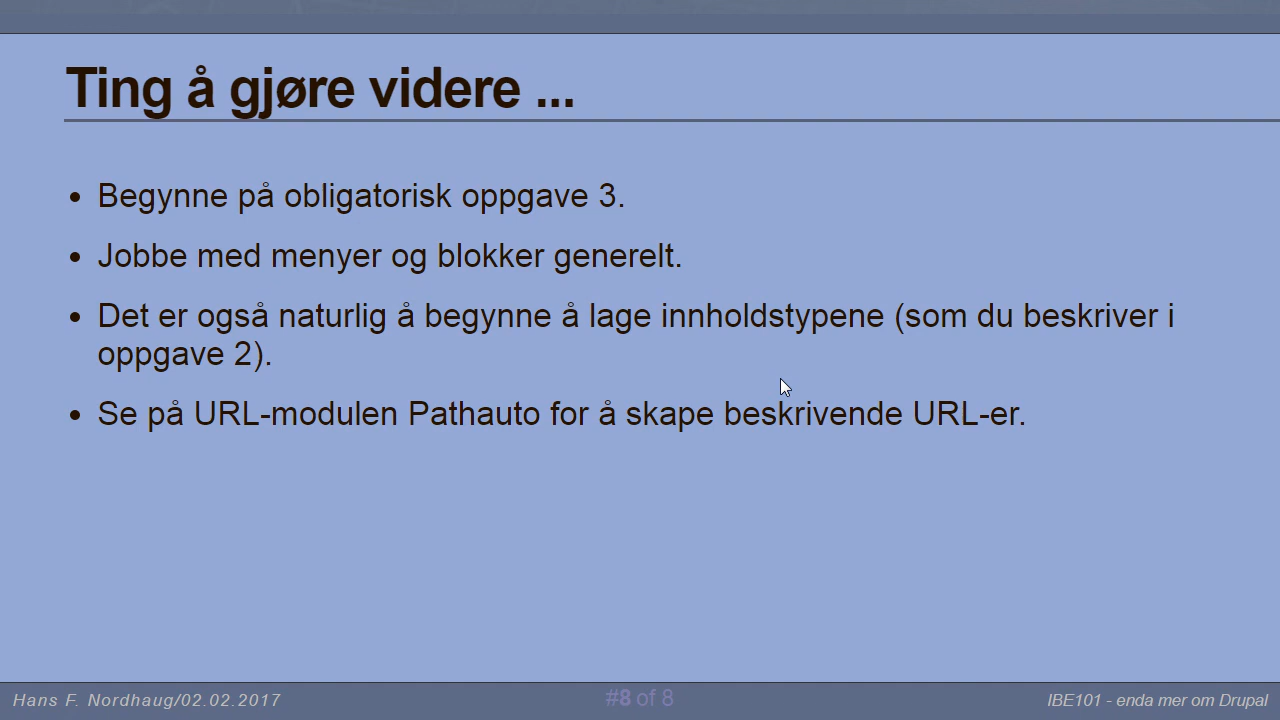 Ting å gjøre videre ...
Begynne på obligatorisk oppgave 3.
Jobbe med menyer og blokker generelt.
Det er også naturlig å begynne å lage innholdstypene (som du beskriver i
oppgave 2).
Se på URL-modulen Pathauto for å skape beskrivende URL-er.
Hans F. Nordhaug/02.02.2017
#8 of 8
IBE101 - enda mer om Drupal